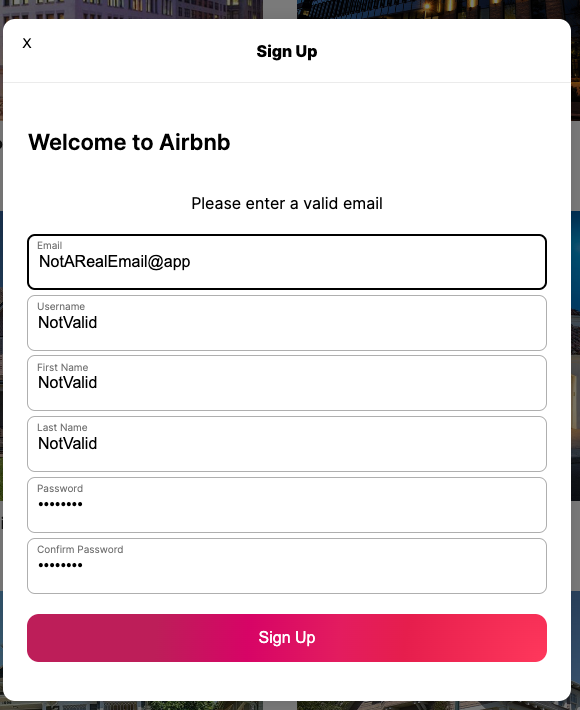 x
Sign Up
Welcome to Airbnb
Please enter a valid email
Email
NotARealEmail@app
Username
NotValid
First Name
NotValid
Last Name
NotValid
Password
••••••••
Confirm Password
••••••••
Sign Up